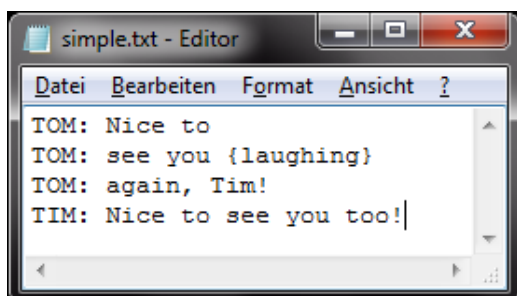 simple.txt - Editor
Datei Bearbeiten Format Ansicht ?
TOM: Nice to
TOM: see you {laughing}
TOM: again, Tim!
TIM: Nice to see you too!